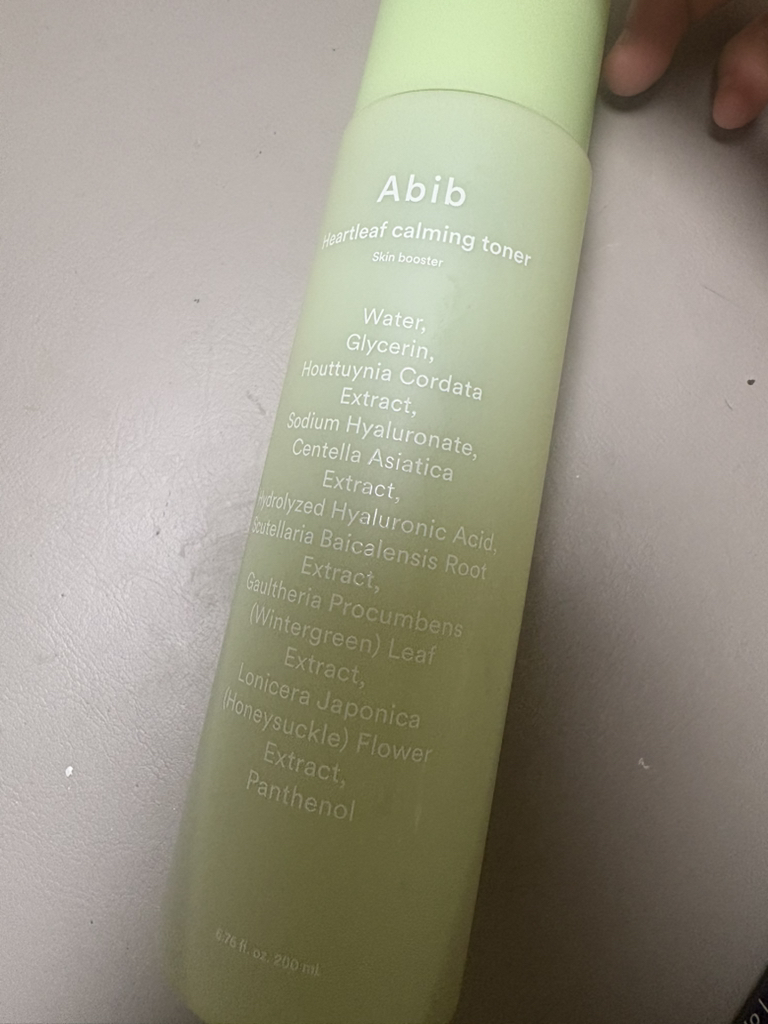 Abib
Heartleaf calming toner
Skin booster
Water,
Glycerin,
Houttuynia Cordata
Extract,
Sodium Hyaluronate,
Centella Asiatica
Extract,
Hydrolyzed Hyaluronic Acid,
Scutellaria Baicalensis Root
Extract,
Gaultheria Procumbens
(Wintergreen) Leaf
Extract,
Lonicera Japonica
(Honeysuckle) Flower
Extract,
Panthenol
6.76 fl. oz. 200 mL